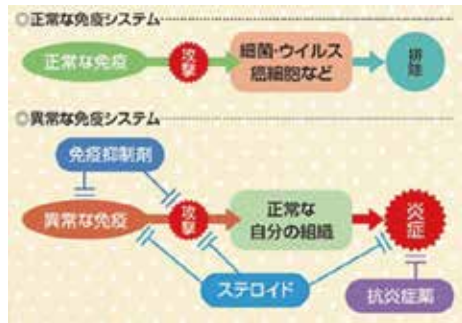 ◎正常な免疫システム
正常な免疫
攻撃
細菌・ウイルス
癌細胞など
排除
◎異常な免疫システム
免疫抑制剤
異常な免疫
攻撃
正常な
自分の組織
炎症
ステロイド
抗炎症薬